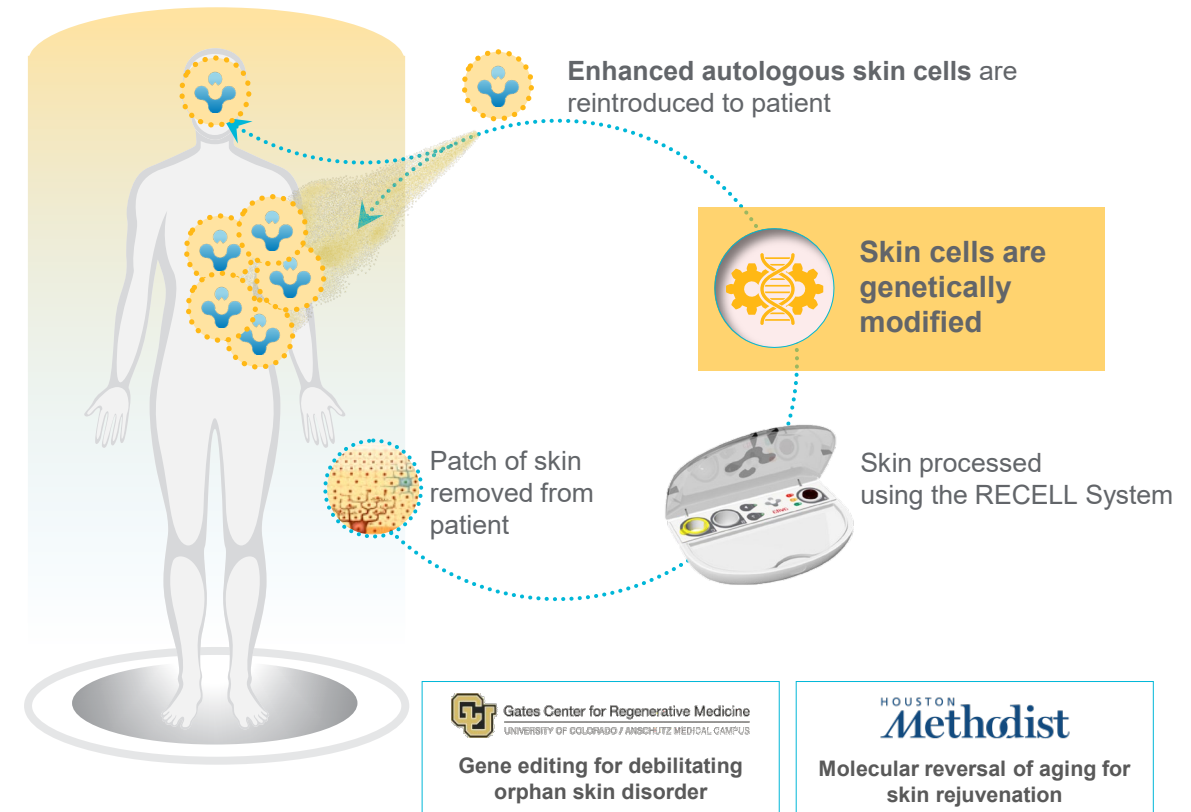 Enhanced autologous skin cells are
reintroduced to patient
Skin cells are
genetically
modified
Patch of skin
removed from
patient
Skin processed
using the RECELL System
Gates Center for Regenerative Medicine
UNIVERSITY OF COLORADO / ANSCHUTZ MEDICAL CAMPUS
Gene editing for debilitating
orphan skin disorder
HOUSTON
Methodist
Molecular reversal of aging for
skin rejuvenation